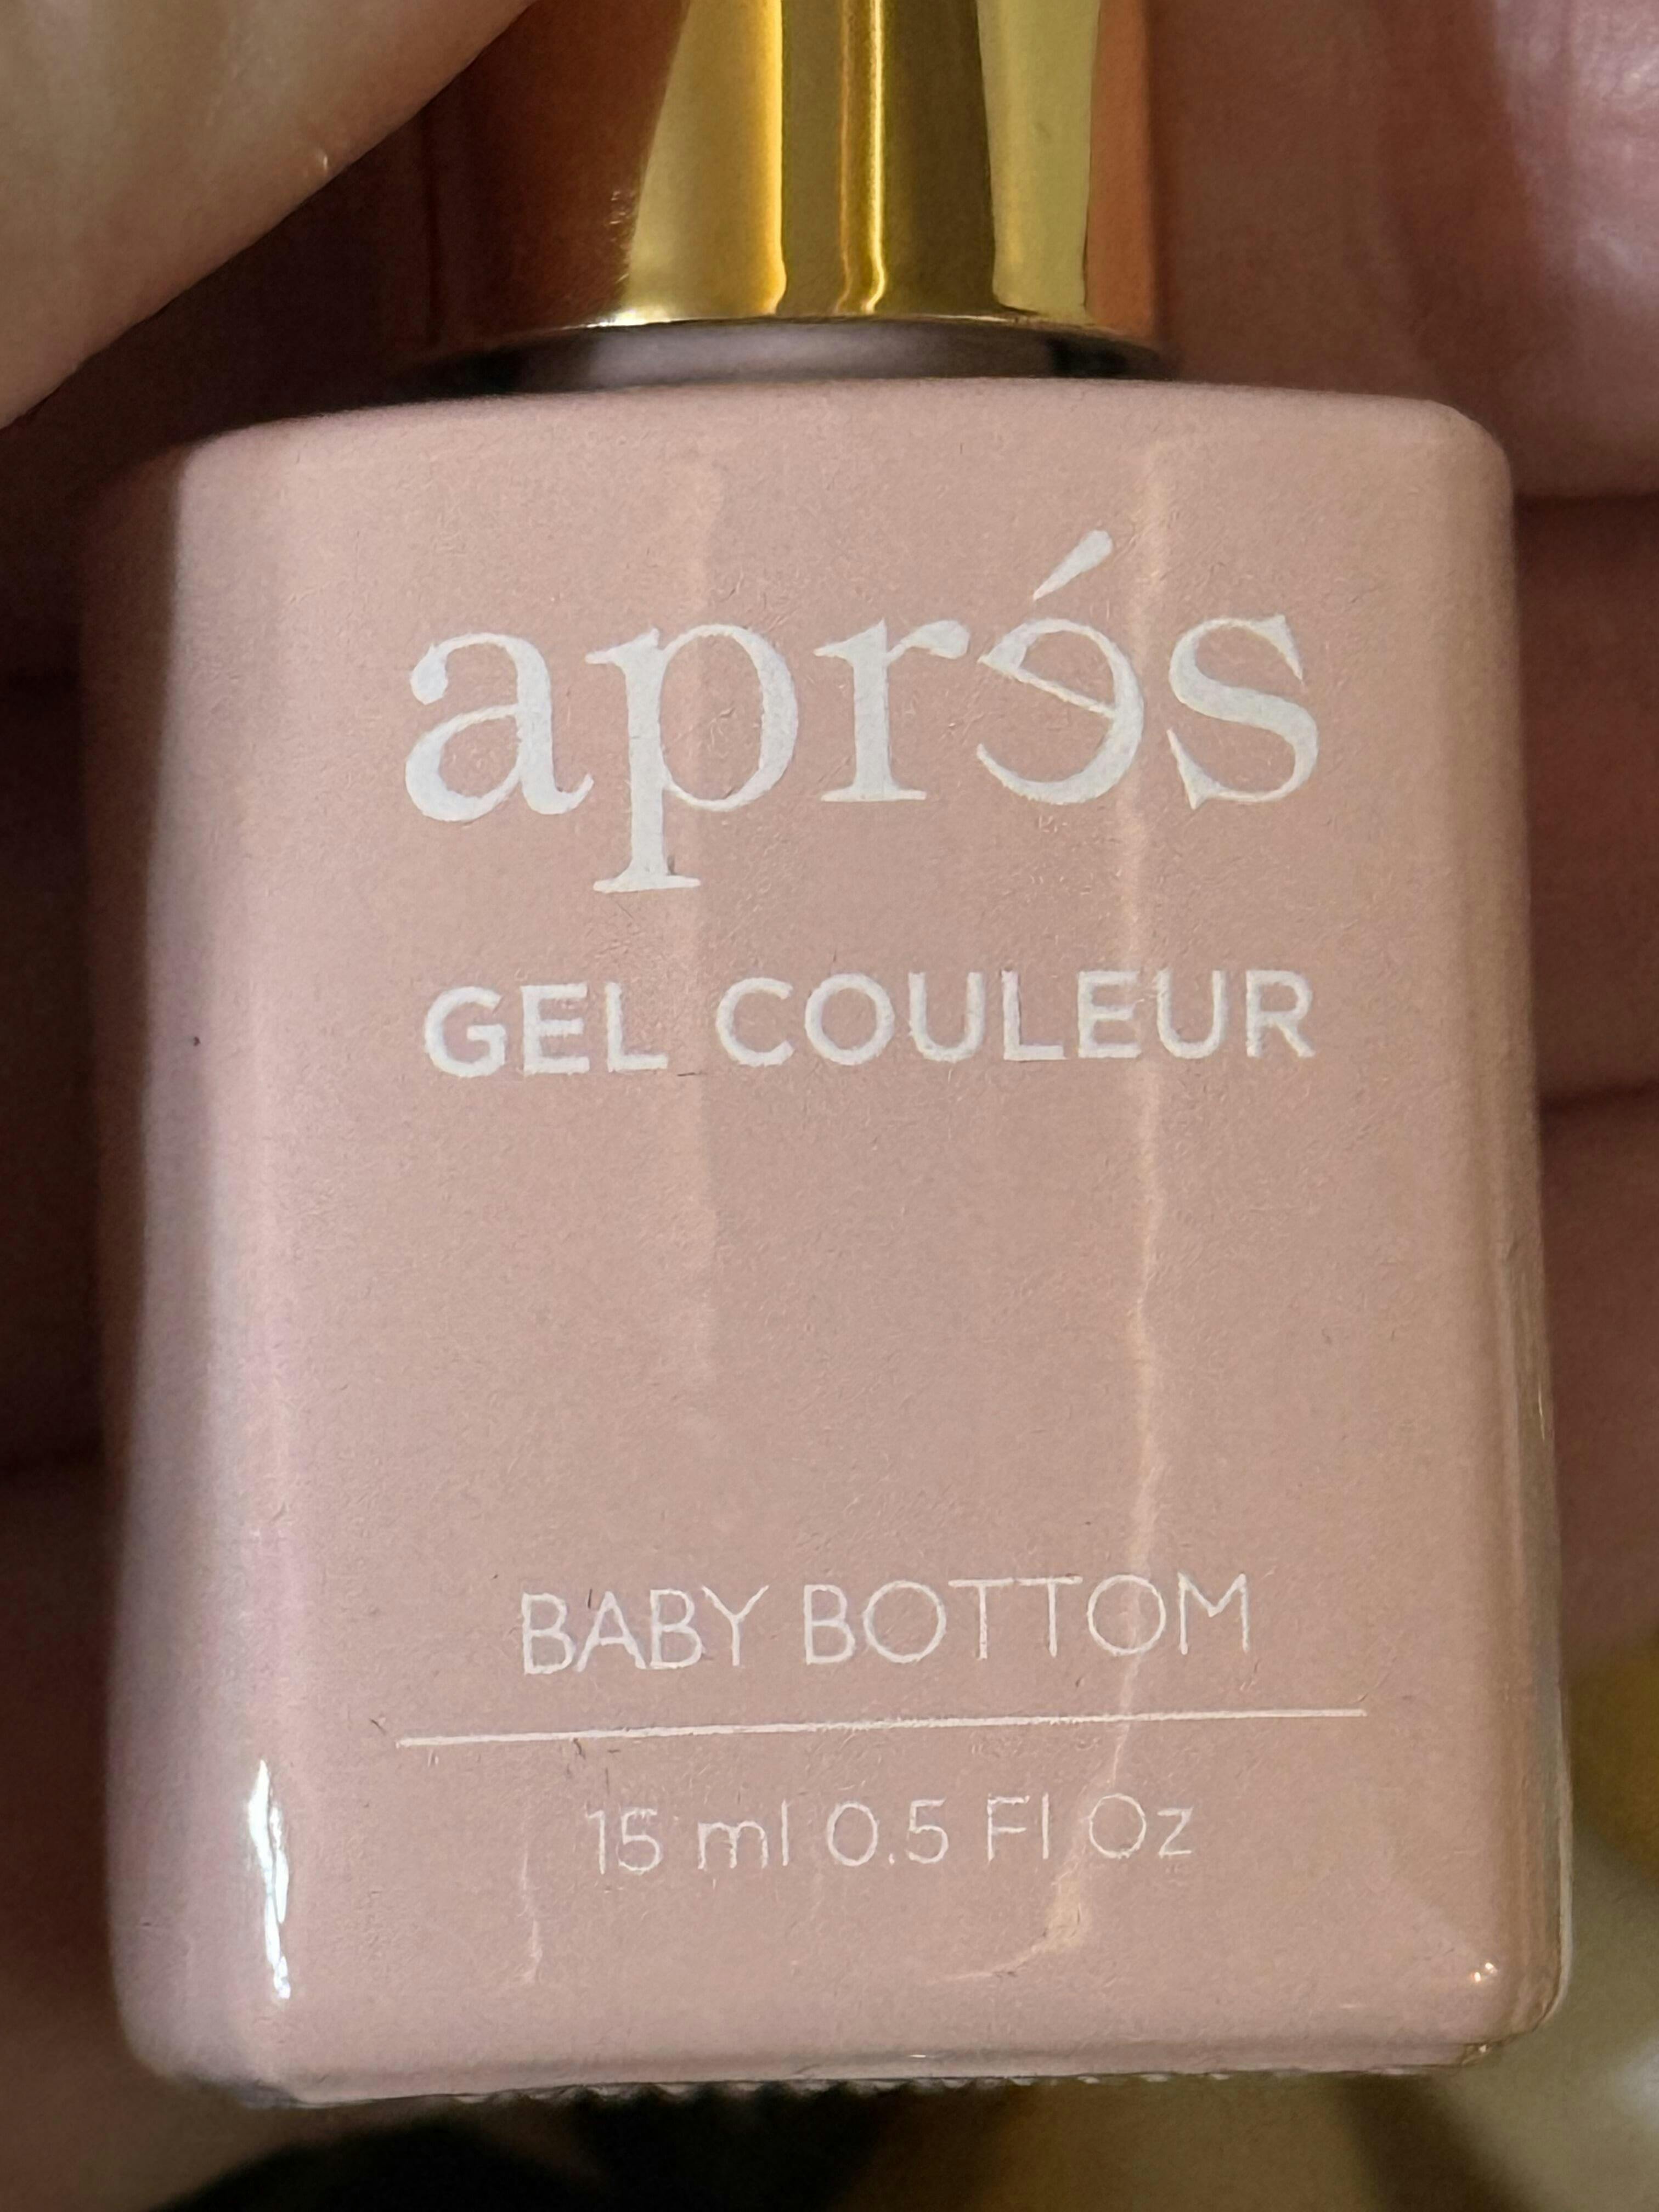 aprés
GEL COULEUR
BABY BOTTOM
15 ml 0.5 Fl Oz